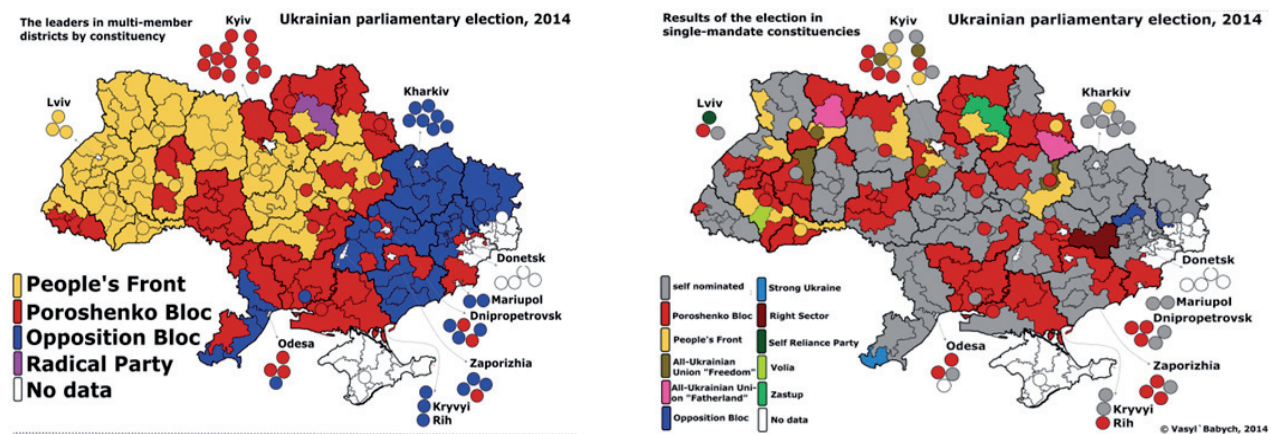 The leaders in multi-member
districts by constituency
Kyiv
Ukrainian parliamentary election, 2014
Lviv
Kharkiv
Donetsk
Mariupol
Dnipropetrovsk
Zaporizhia
Odesa
Kryvyi
Rih
People's Front
Poroshenko Bloc
Opposition Bloc
Radical Party
No data
Results of the election in
single-mandate constituencies
Kyiv
Ukrainian parliamentary election, 2014
Lviv
Kharkiv
Donetsk
Mariupol
Dnipropetrovsk
Zaporizhia
Odesa
Kryvyi
Rih
self nominated
Poroshenko Bloc
People's Front
All-Ukrainian
Union "Freedom"
All-Ukrainian Uni-
on "Fatherland"
Opposition Bloc
Strong Ukraine
Right Sector
Self Reliance Party
Volia
Zastup
No data
© Vasyl`Babych, 2014